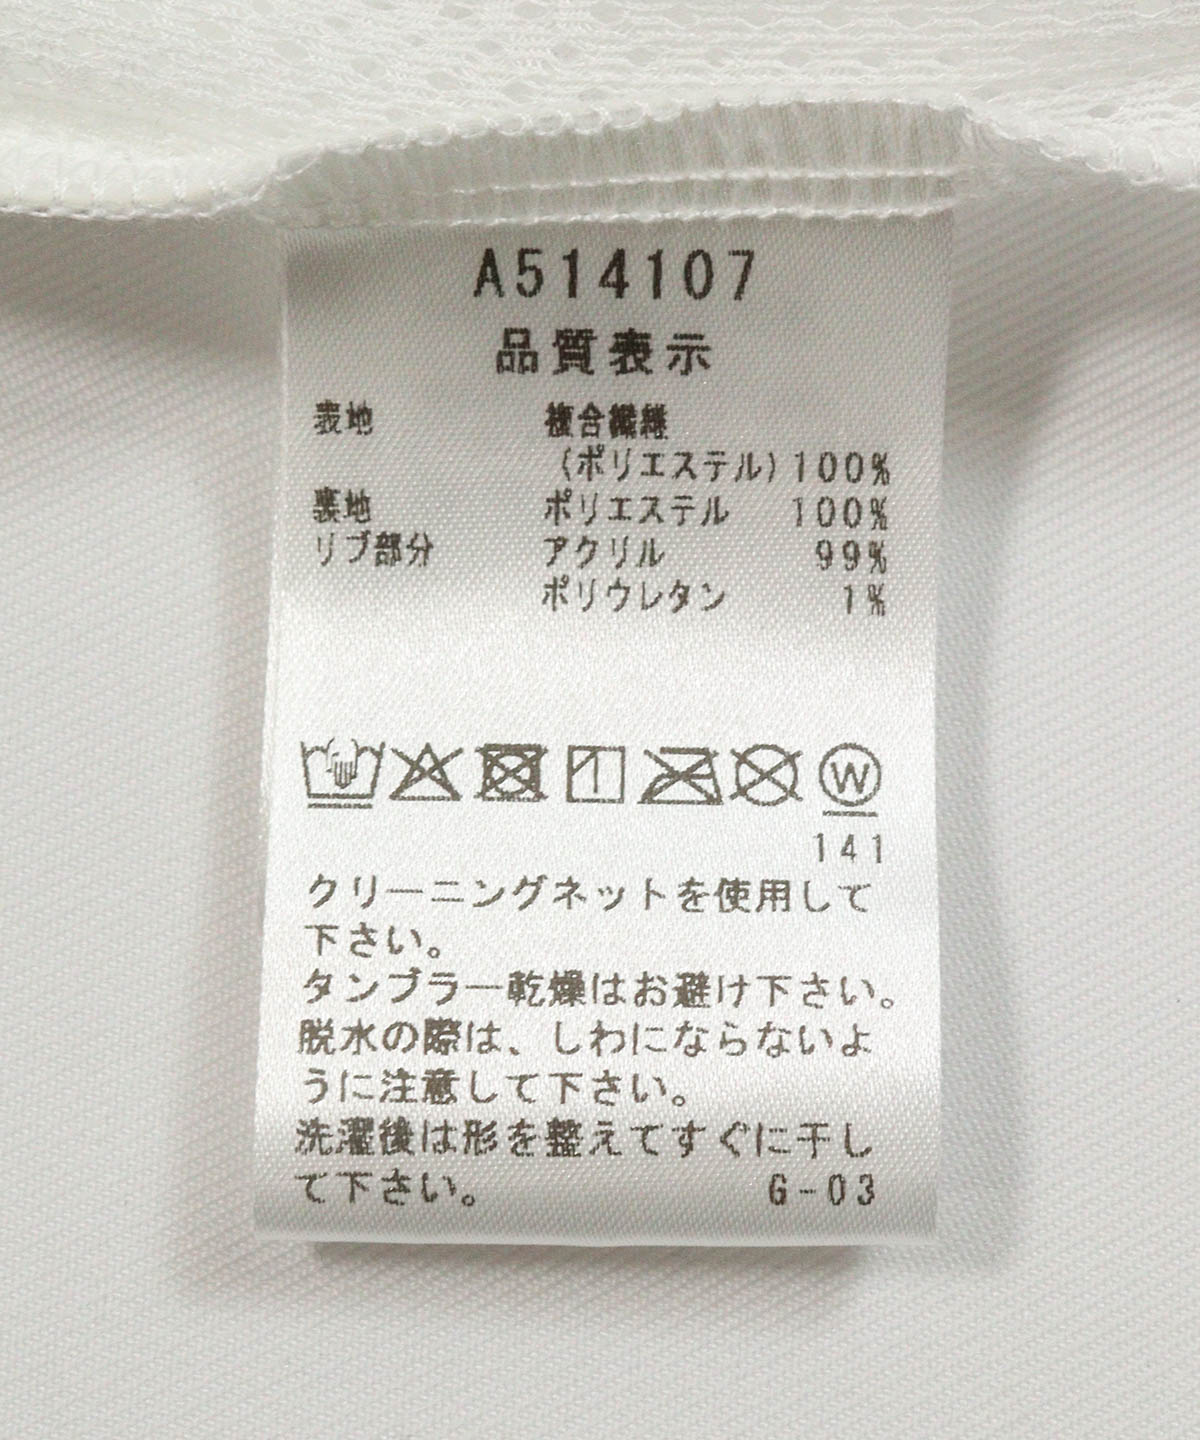 A514107
品質表示
表地 複合繊維
(ポリエステル) 100%
裏地 ポリエステル 100%
リブ部分 アクリル 99%
ポリウレタン 1%
W
141
クリーニングネットを使用して
下さい。
タンブラー乾燥はお避け下さい。
脱水の際は、しわにならないよ
うに注意して下さい。
洗濯後は形を整えてすぐに干し
て下さい。 G-03